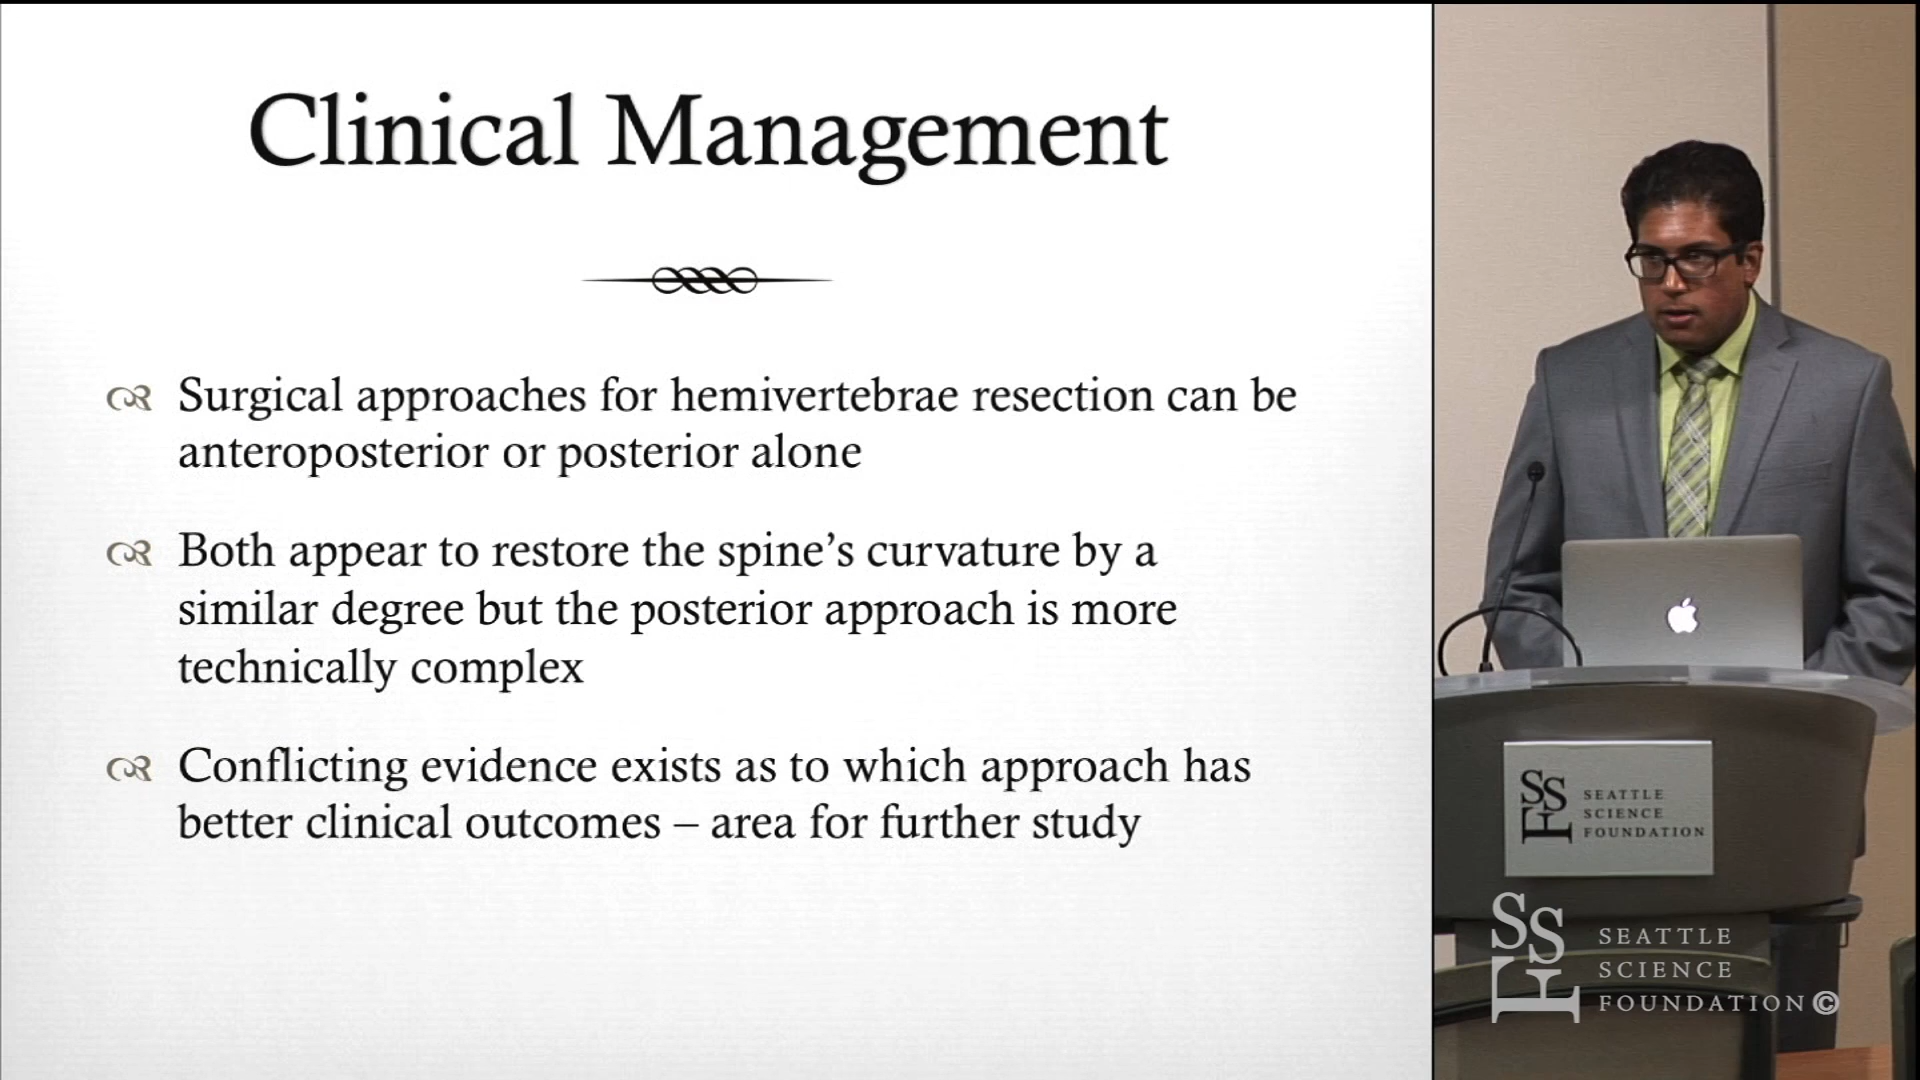 Clinical Management
Surgical approaches for hemivertebrae resection can be
anteroposterior or posterior alone
Both appear to restore the spine’s curvature by a
similar degree but the posterior approach is more
technically complex
Conflicting evidence exists as to which approach has
better clinical outcomes – area for further study
SSF
SEATTLE
SCIENCE
FOUNDATION
SSF
SEATTLE
SCIENCE
FOUNDATION©